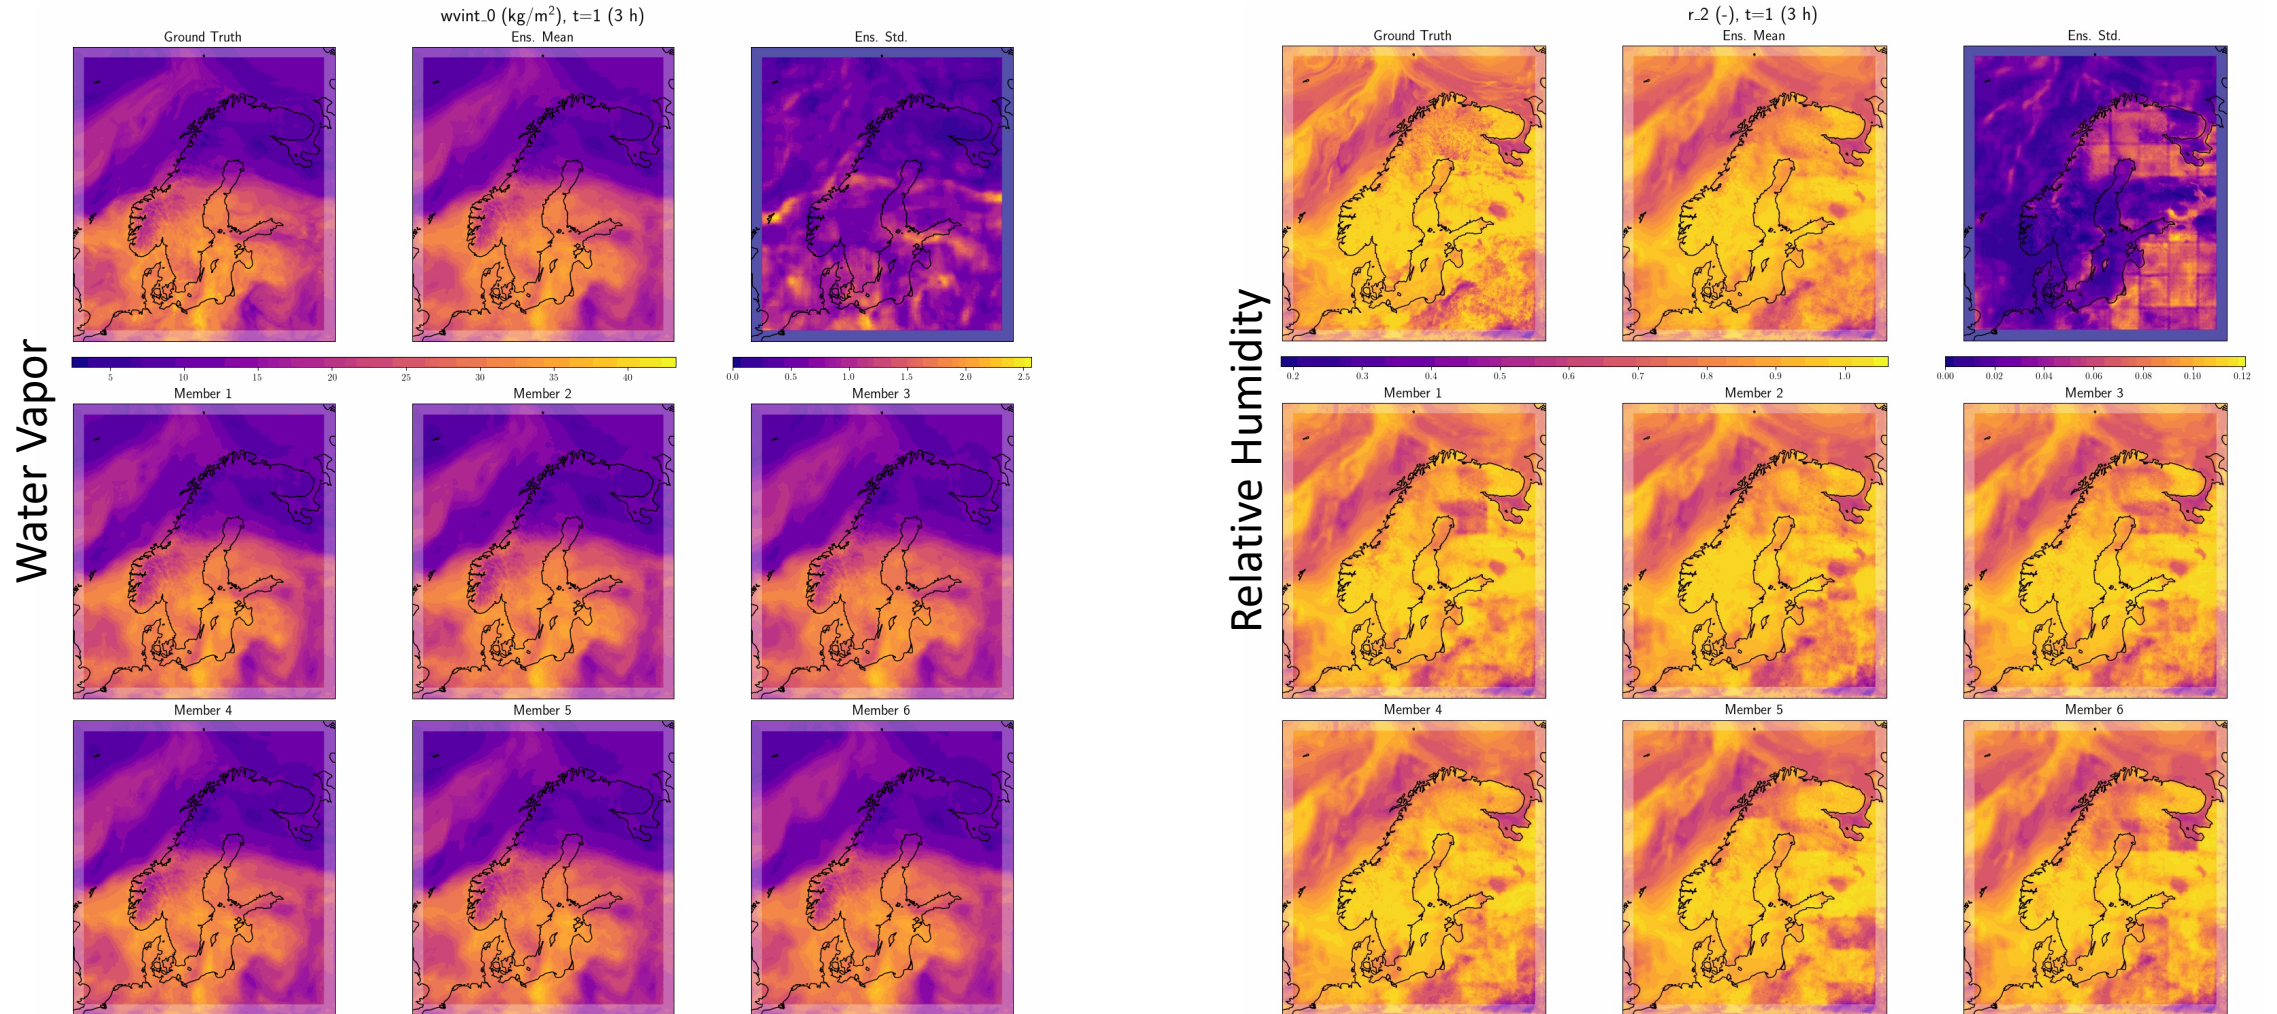 wvint_0 (kg/m²), t=1 (3 h)
Ground Truth
Ens. Mean
Ens. Std.
5 10 15 20 25 30 35 40
0.0 0.5 1.0 1.5 2.0 2.5
Member 1
Member 2
Member 3
Member 4
Member 5
Member 6
Water Vapor
r_2 (-), t=1 (3 h)
Ground Truth
Ens. Mean
Ens. Std.
0.2 0.3 0.4 0.5 0.6 0.7 0.8 0.9 1.0
0.00 0.02 0.04 0.06 0.08 0.10 0.12
Member 1
Member 2
Member 3
Member 4
Member 5
Member 6
Relative Humidity